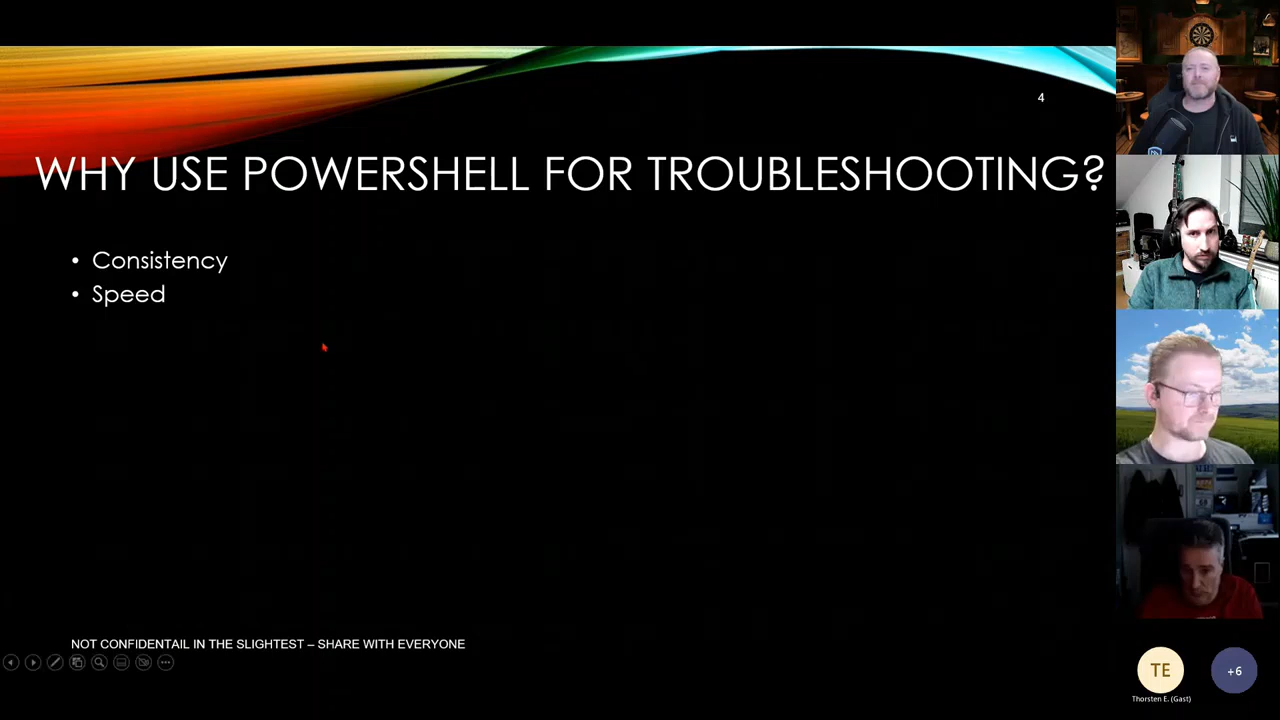 4
WHY USE POWERSHELL FOR TROUBLESHOOTING?
• Consistency
• Speed
NOT CONFIDENTAIL IN THE SLIGHTEST – SHARE WITH EVERYONE
TE
+6
Thorsten E. (Gast)